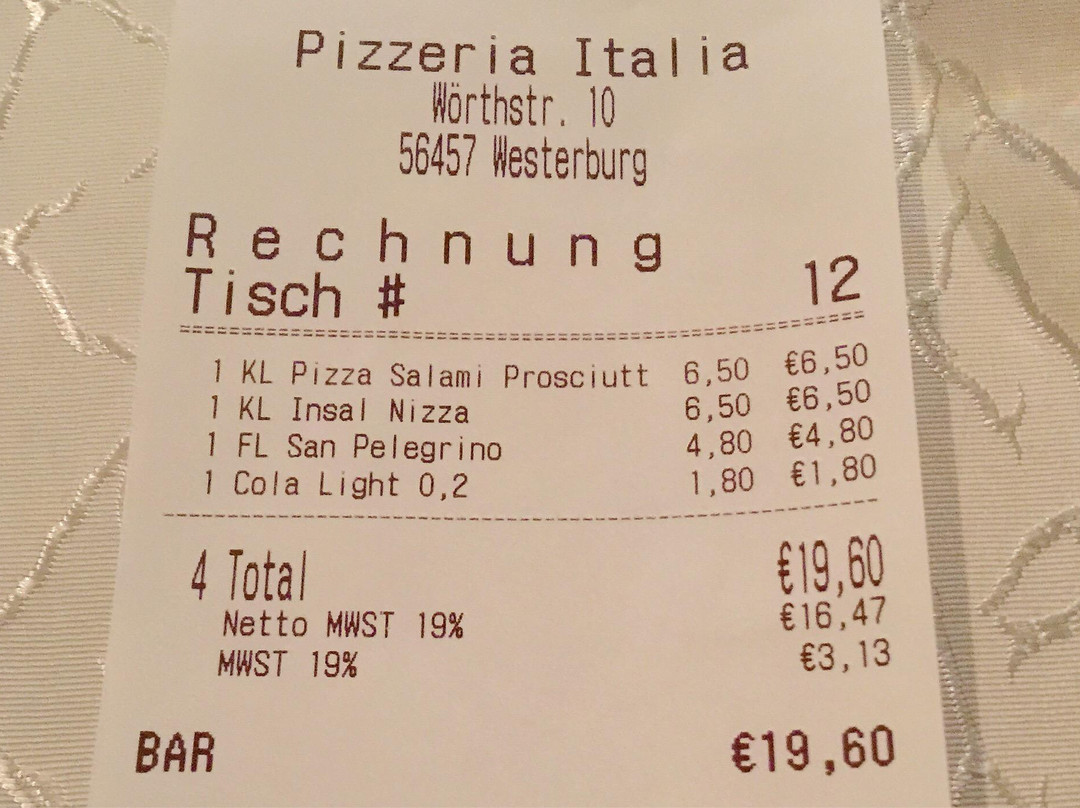 Pizzeria Italia
Wörthstr. 10
56457 Westerburg
Rechnung
Tisch # 12
1 KL Pizza Salami Prosciutt 6,50 €6,50
1 KL Insal Nizza 6,50 €6,50
1 FL San Pelegrino 4,80 €4,80
1 Cola Light 0,2 1,80 €1,80
4 Total €19,60
Netto MWST 19% €16,47
MWST 19% €3,13
BAR €19,60